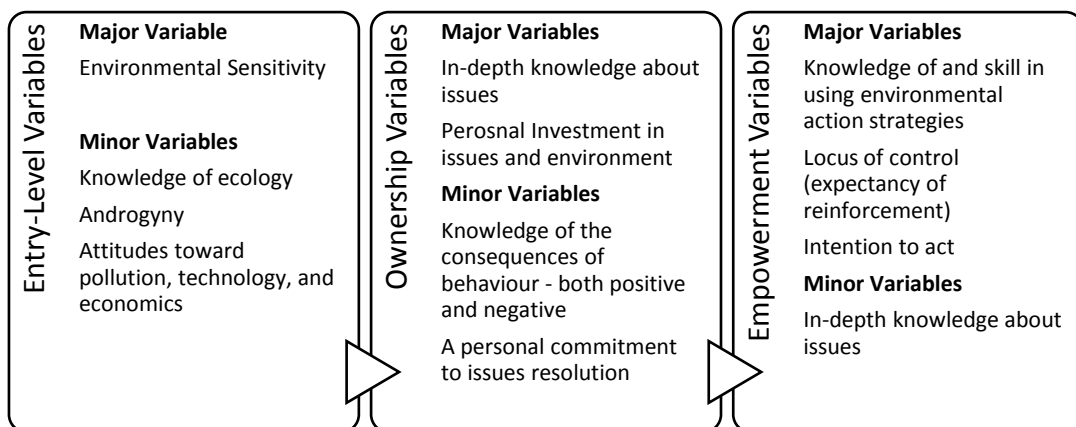 Entry-Level Variables
Major Variable
Environmental Sensitivity
Minor Variables
Knowledge of ecology
Androgyny
Attitudes toward
pollution, technology, and
economics
Ownership Variables
Major Variables
In-depth knowledge about
issues
Perosnal Investment in
issues and environment
Minor Variables
Knowledge of the
consequences of
behaviour - both positive
and negative
A personal commitment
to issues resolution
Empowerment Variables
Major Variables
Knowledge of and skill in
using environmental
action strategies
Locus of control
(expectancy of
reinforcement)
Intention to act
Minor Variables
In-depth knowledge about
issues